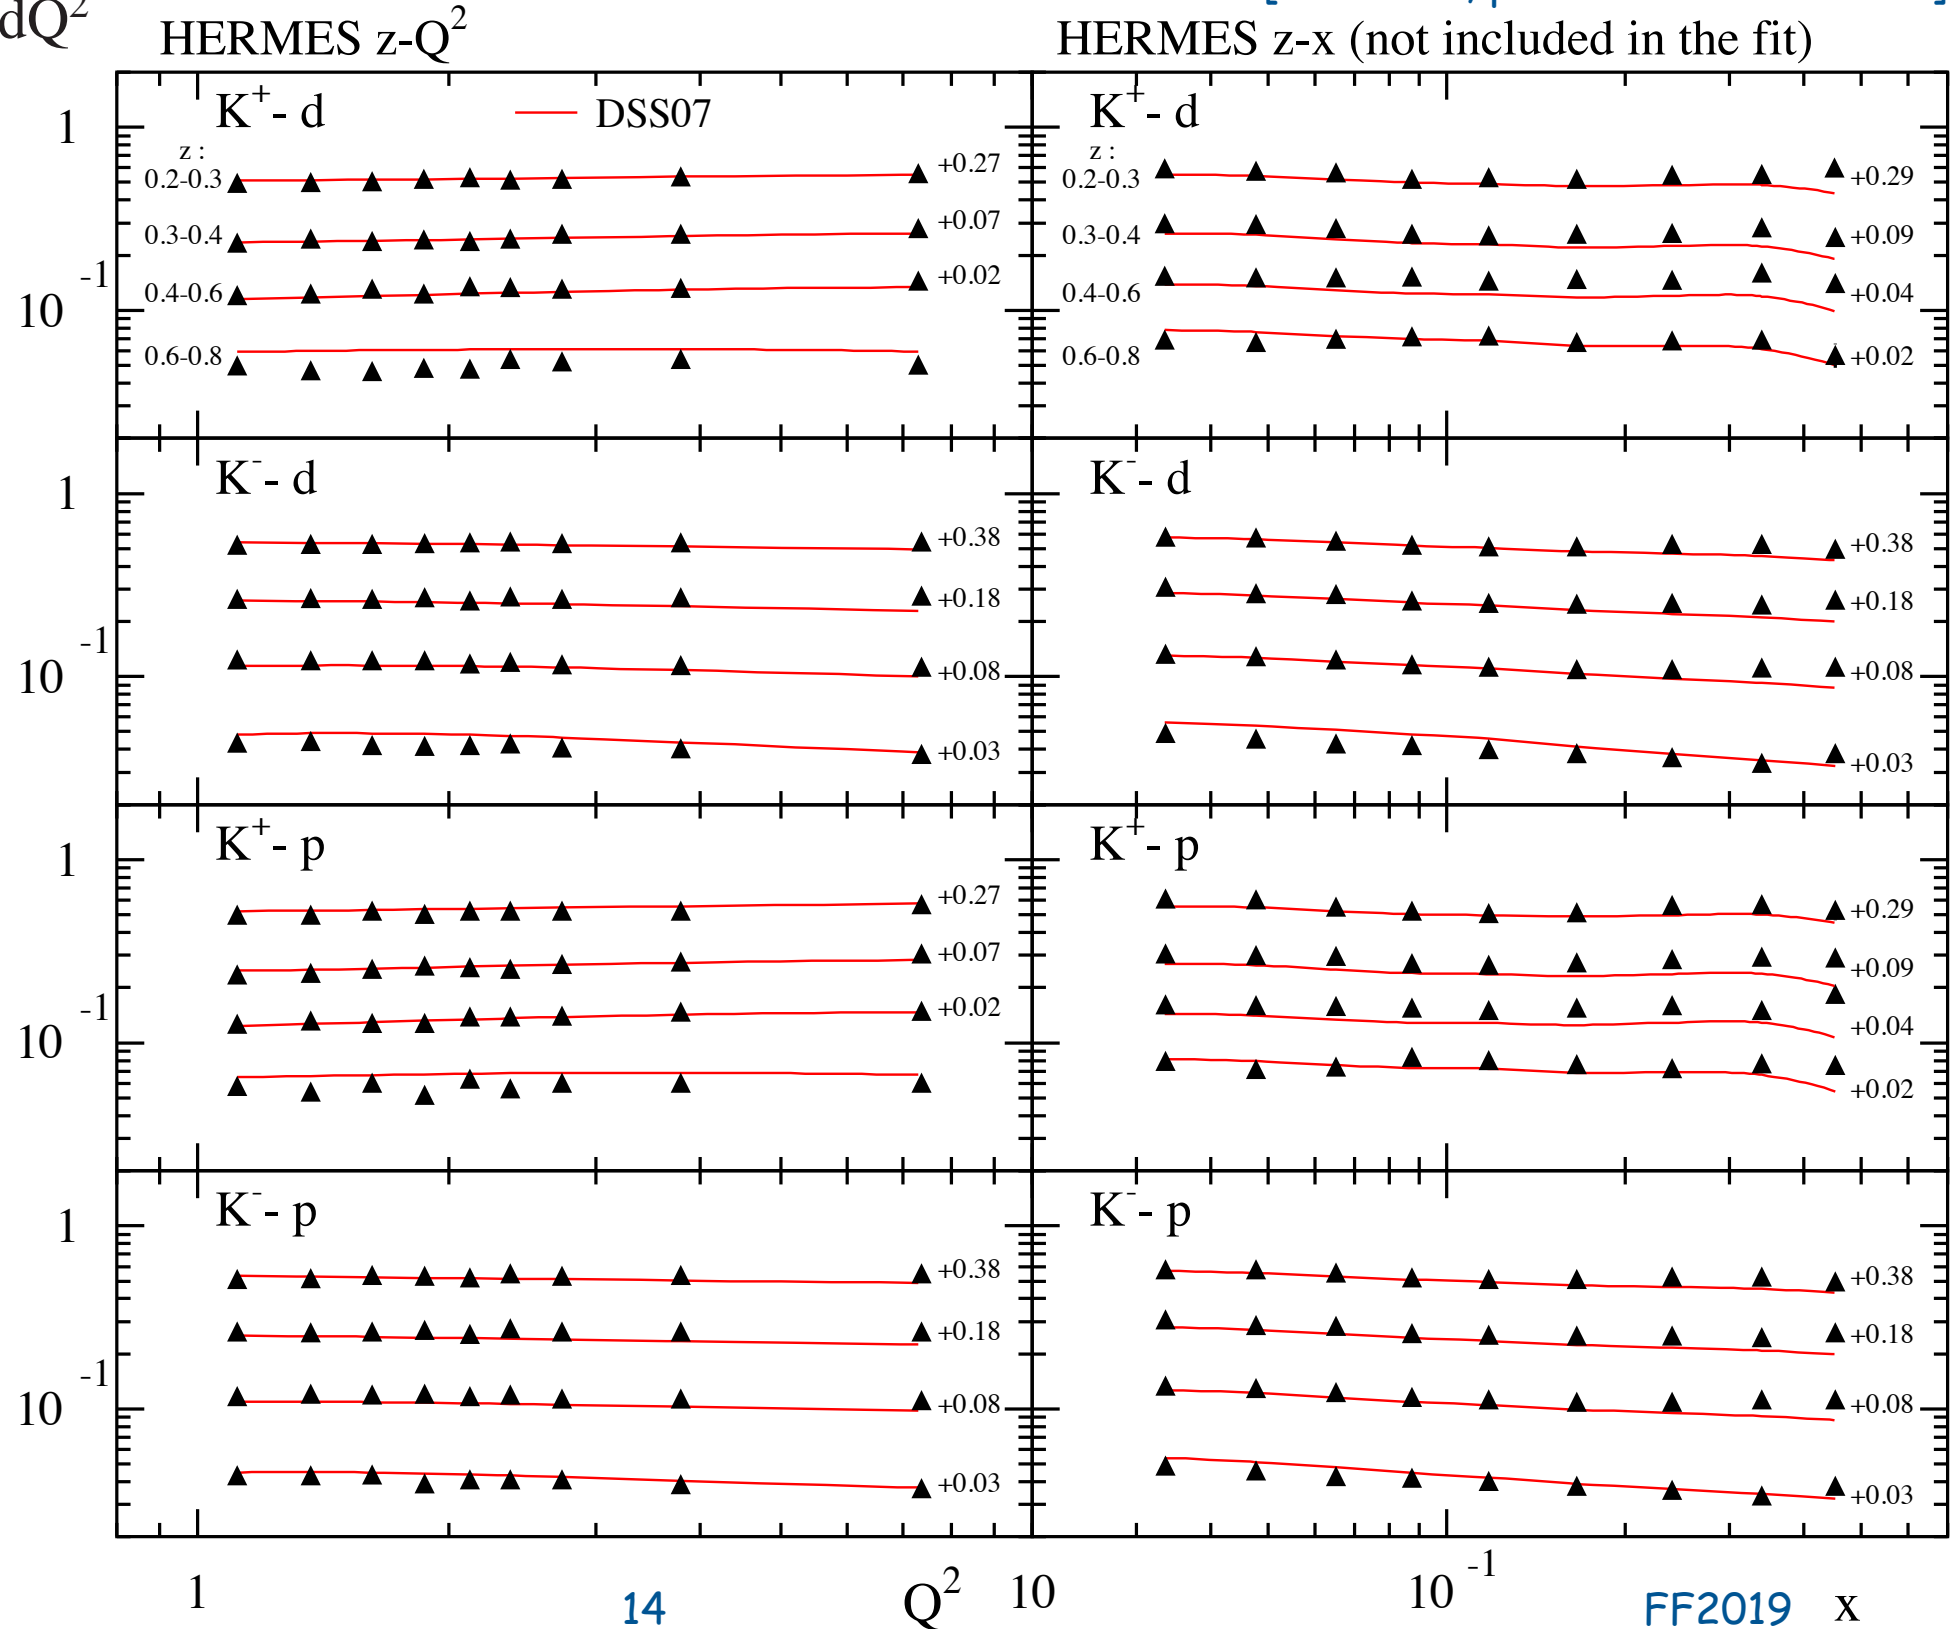 dQ²
HERMES z-Q²
HERMES z-x (not included in the fit)
K⁺- d
DSS07
1
z :
0.2-0.3
+0.27
0.3-0.4
+0.07
0.4-0.6
+0.02
10⁻¹
0.6-0.8
K⁺- d
z :
0.2-0.3
+0.29
0.3-0.4
+0.09
0.4-0.6
+0.04
0.6-0.8
+0.02
K⁻- d
1
+0.38
+0.18
10⁻¹
+0.08
+0.03
K⁻- d
+0.38
+0.18
+0.08
+0.03
K⁺- p
1
+0.27
+0.07
+0.02
10⁻¹
K⁺- p
+0.29
+0.09
+0.04
+0.02
K⁻- p
1
+0.38
+0.18
10⁻¹
+0.08
+0.03
K⁻- p
+0.38
+0.18
+0.08
+0.03
1
Q²
10
10⁻¹
x
14
FF2019